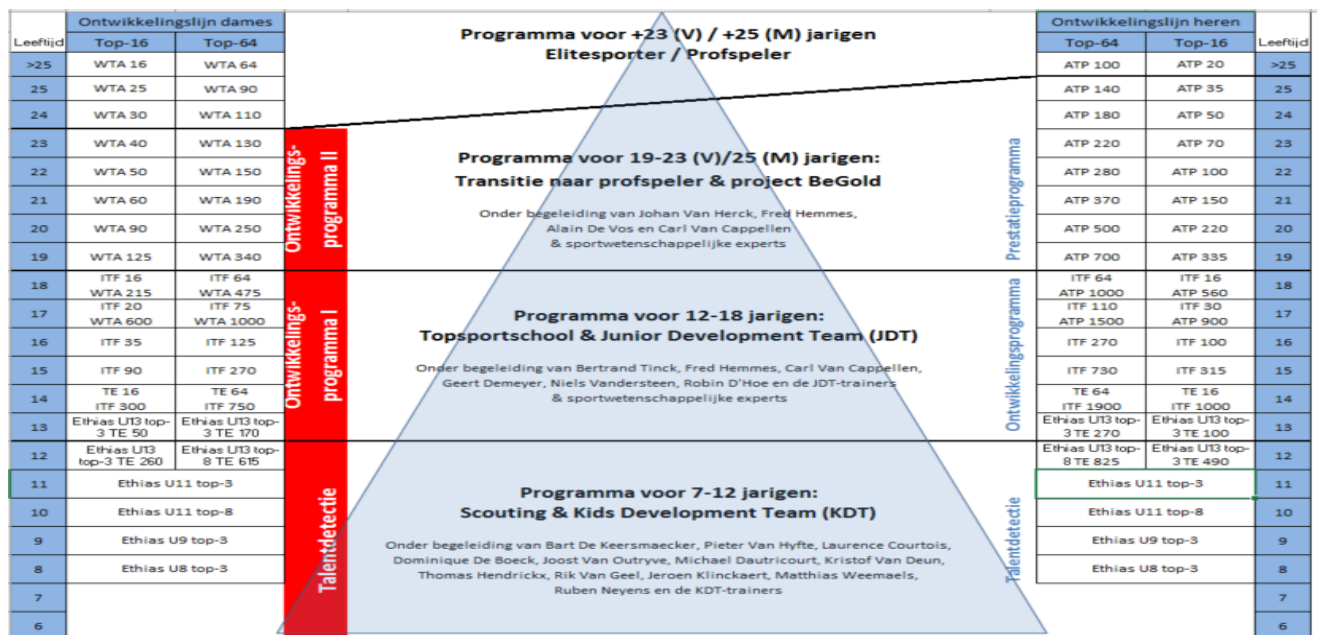 Ontwikkelingslijn dames
Leeftijd Top-16 Top-64
>25 WTA 16 WTA 64
25 WTA 25 WTA 90
24 WTA 30 WTA 110
23 WTA 40 WTA 130
22 WTA 50 WTA 150
21 WTA 60 WTA 190
20 WTA 90 WTA 250
19 WTA 125 WTA 340
18 ITF 16 WTA 215 ITF 64 WTA 475
17 ITF 20 WTA 600 ITF 75 WTA 1000
16 ITF 35 ITF 125
15 ITF 90 ITF 270
14 TE 16 ITF 300 TE 64 ITF 750
13 Ethias U13 top-3 TE 50 Ethias U13 top-3 TE 170
12 Ethias U13 top-3 TE 260 Ethias U13 top-8 TE 615
11 Ethias U11 top-3
10 Ethias U11 top-8
9 Ethias U9 top-3
8 Ethias U8 top-3
7
6
Ontwikkelings-
programma II
Ontwikkelings-
programma I
Talentdetectie
Programma voor +23 (V) / +25 (M) jarigen
Elitesporter / Profspeler
Programma voor 19-23 (V)/25 (M) jarigen:
Transitie naar profspeler & project BeGold
Onder begeleiding van Johan Van Herck, Fred Hemmes,
Alain De Vos en Carl Van Cappellen
& sportwetenschappelijke experts
Programma voor 12-18 jarigen:
Topsportschool & Junior Development Team (JDT)
Onder begeleiding van Bertrand Tinck, Fred Hemmes, Carl Van Cappellen,
Geert Demeyer, Niels Vandersteen, Robin D'Hoe en de JDT-trainers
& sportwetenschappelijke experts
Programma voor 7-12 jarigen:
Scouting & Kids Development Team (KDT)
Onder begeleiding van Bart De Keersmaecker, Pieter Van Hyfte, Laurence Courtois,
Dominique De Boeck, Joost Van Outryve, Michael Dautricourt, Kristof Van Deun,
Thomas Hendrickx, Rik Van Geel, Jeroen Klinckaert, Matthias Weemaels,
Ruben Neyens en de KDT-trainers
Prestatieprogramma
Ontwikkelingsprogramma
Talentdetectie
Ontwikkelingslijn heren
Top-64 Top-16 Leeftijd
ATP 100 ATP 20 >25
ATP 140 ATP 35 25
ATP 180 ATP 50 24
ATP 220 ATP 70 23
ATP 280 ATP 100 22
ATP 370 ATP 150 21
ATP 500 ATP 220 20
ATP 700 ATP 335 19
ITF 64 ATP 1000 ITF 16 ATP 560 18
ITF 110 ATP 1500 ITF 30 ATP 900 17
ITF 270 ITF 100 16
ITF 730 ITF 315 15
TE 64 ITF 1900 TE 16 ITF 1000 14
Ethias U13 top-3 TE 270 Ethias U13 top-3 TE 100 13
Ethias U13 top-8 TE 825 Ethias U13 top-3 TE 490 12
Ethias U11 top-3 11
Ethias U11 top-8 10
Ethias U9 top-3 9
Ethias U8 top-3 8
7
6